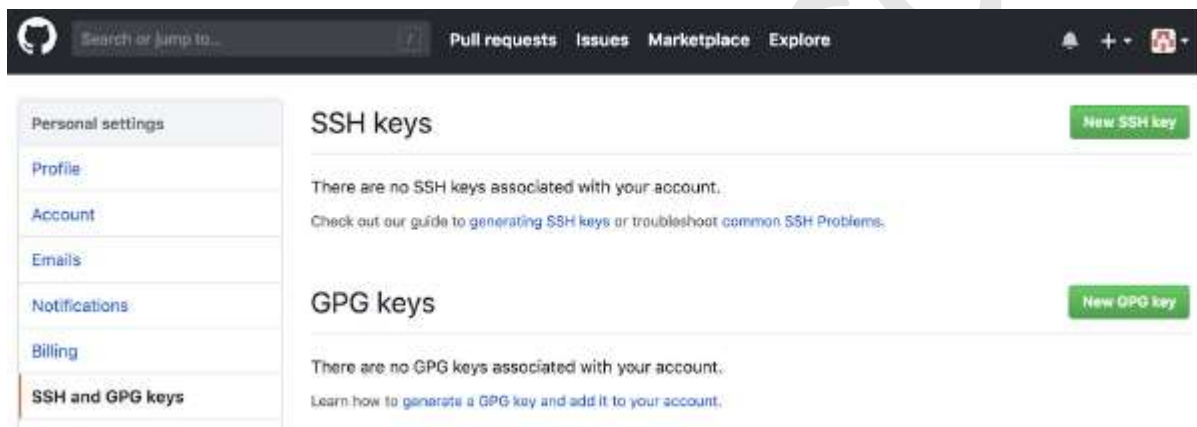 Search or jump to...
/
Pull requests Issues Marketplace Explore
Personal settings
Profile
Account
Emails
Notifications
Billing
SSH and GPG keys
SSH keys
New SSH key
There are no SSH keys associated with your account.
Check out our guide to generating SSH keys or troubleshoot common SSH Problems.
GPG keys
New GPG key
There are no GPG keys associated with your account.
Learn how to generate a GPG key and add it to your account.